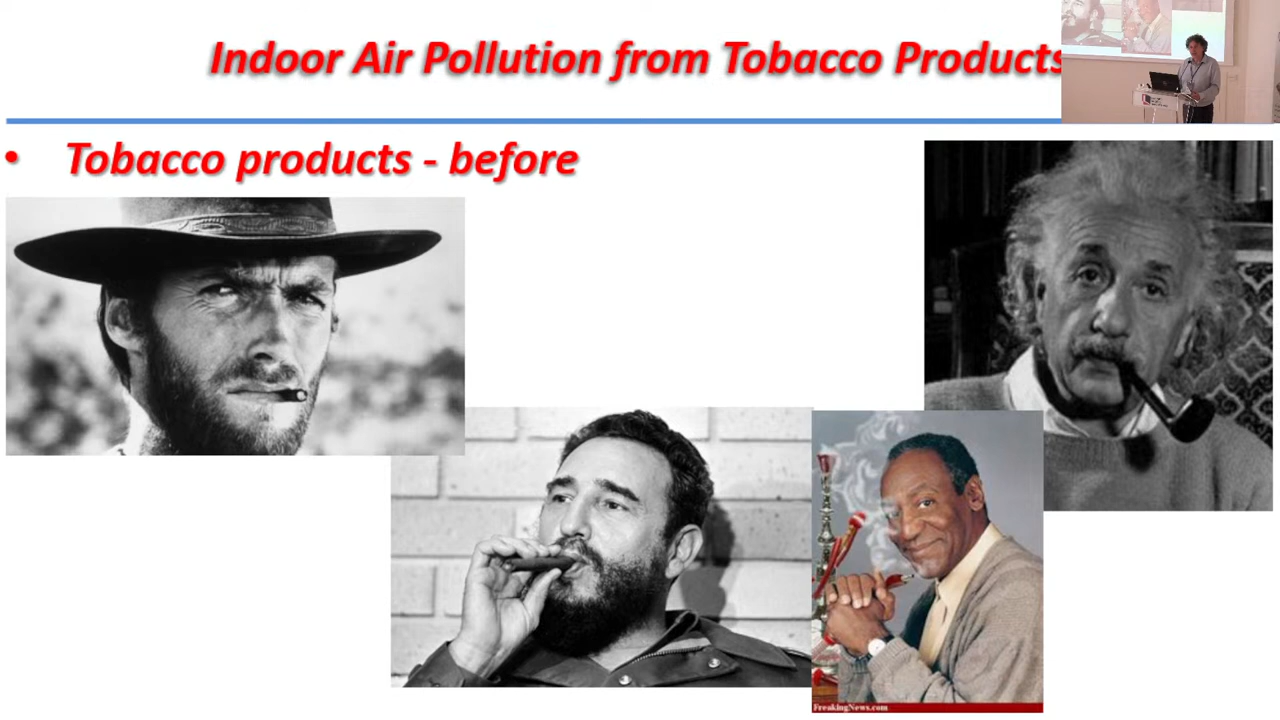 Indoor Air Pollution from Tobacco Products
• Tobacco products - before
FreakingNews.com